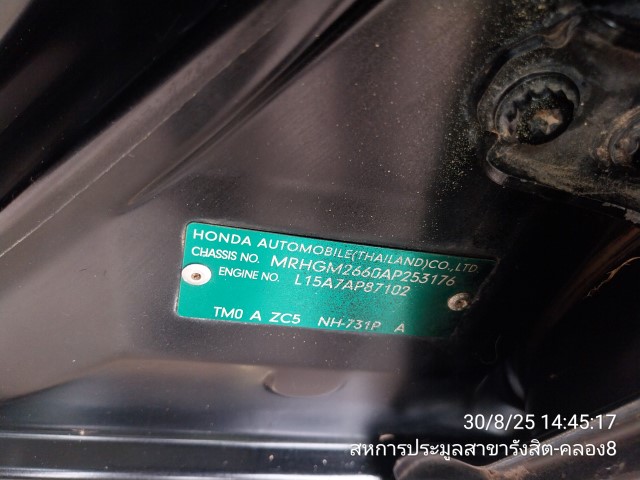 HONDA AUTOMOBILE(THAILAND)CO.,LTD.
CHASSIS NO. MRHGM2660AP253176
ENGINE NO. L15A7AP87102
TM0 A ZC5 NH-731P A
30/8/25 14:45:17
สหการประมูลสาขารังสิต-คลอง8